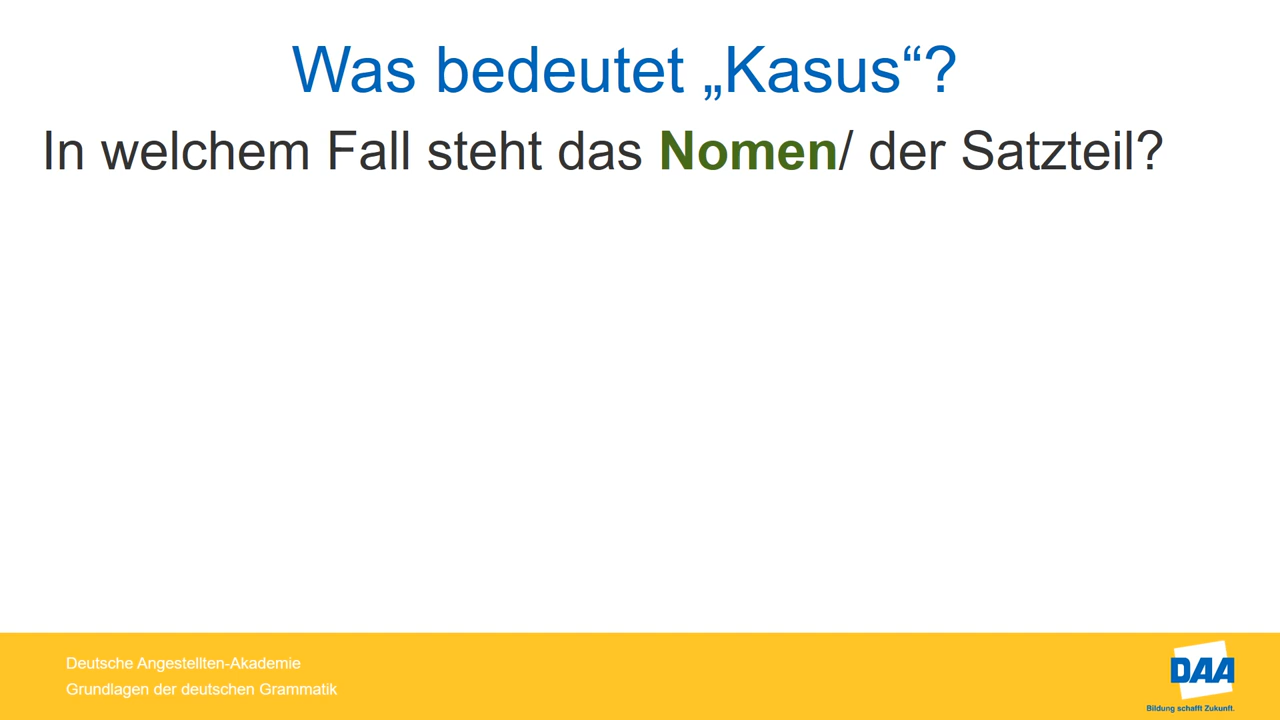 Was bedeutet „Kasus“?
In welchem Fall steht das Nomen/ der Satzteil?
Deutsche Angestellten-Akademie
Grundlagen der deutschen Grammatik
DAA
Bildung schafft Zukunft.